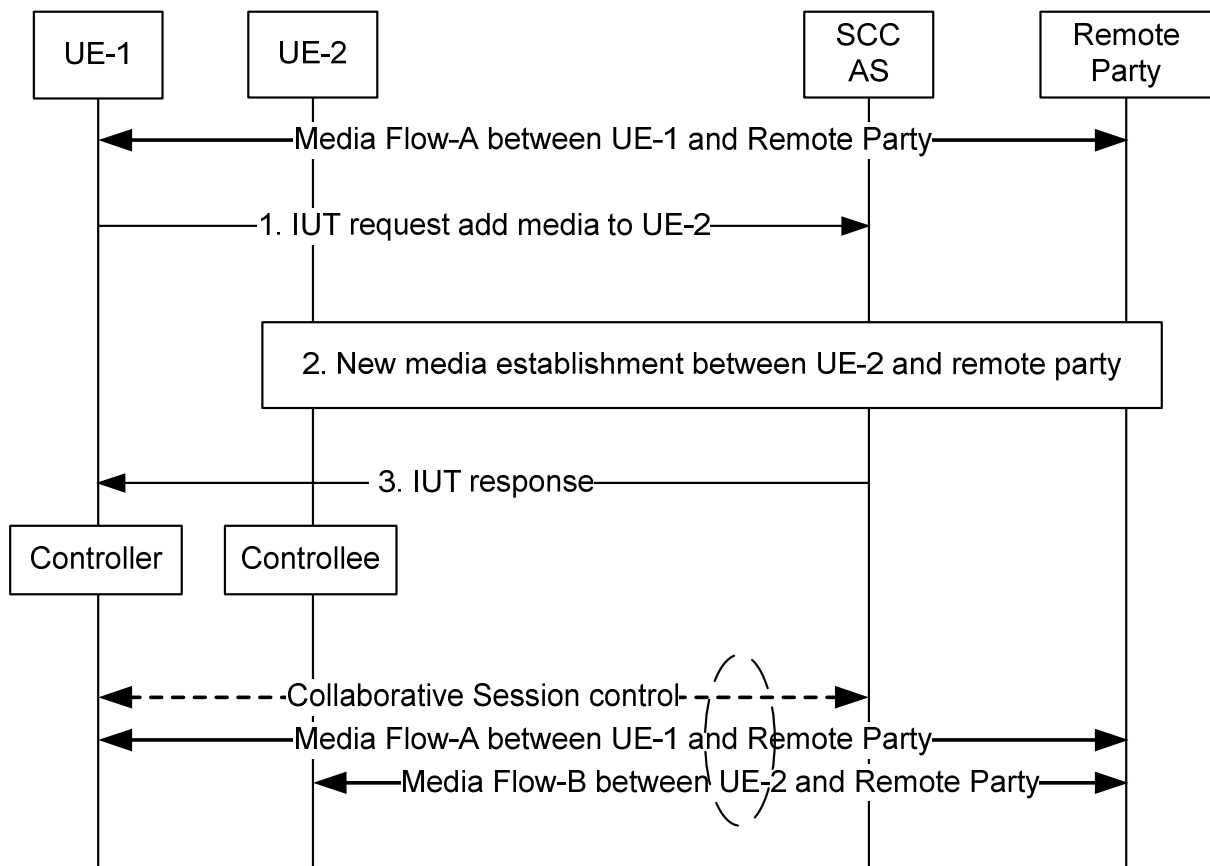 UE-1
UE-2
SCC
AS
Remote
Party
Media Flow-A between UE-1 and Remote Party
1. IUT request add media to UE-2
2. New media establishment between UE-2 and remote party
3. IUT response
Controller
Controllee
Collaborative Session control
Media Flow-A between UE-1 and Remote Party
Media Flow-B between UE-2 and Remote Party